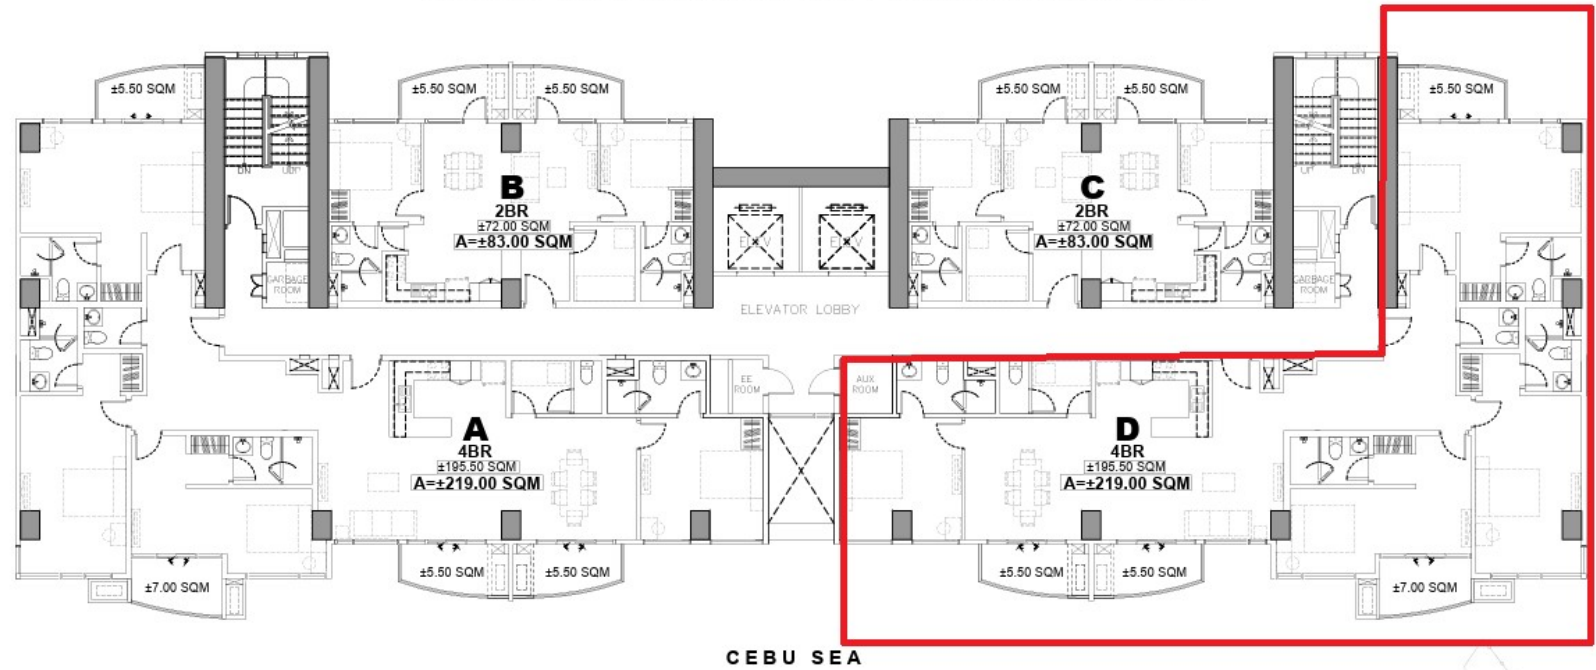 ±5.50 SQM
±5.50 SQM
±5.50 SQM
±5.50 SQM
±5.50 SQM
±5.50 SQM
DN
UP
UP
DN
B
2BR
±72.00 SQM
A=±83.00 SQM
C
2BR
±72.00 SQM
A=±83.00 SQM
ELEV
ELEV
GARBAGE
ROOM
ELEVATOR LOBBY
GARBAGE
ROOM
EE
ROOM
AUX
ROOM
A
4BR
±195.50 SQM
A=±219.00 SQM
D
4BR
±195.50 SQM
A=±219.00 SQM
±7.00 SQM
±5.50 SQM
±5.50 SQM
±5.50 SQM
±5.50 SQM
±7.00 SQM
CEBU SEA